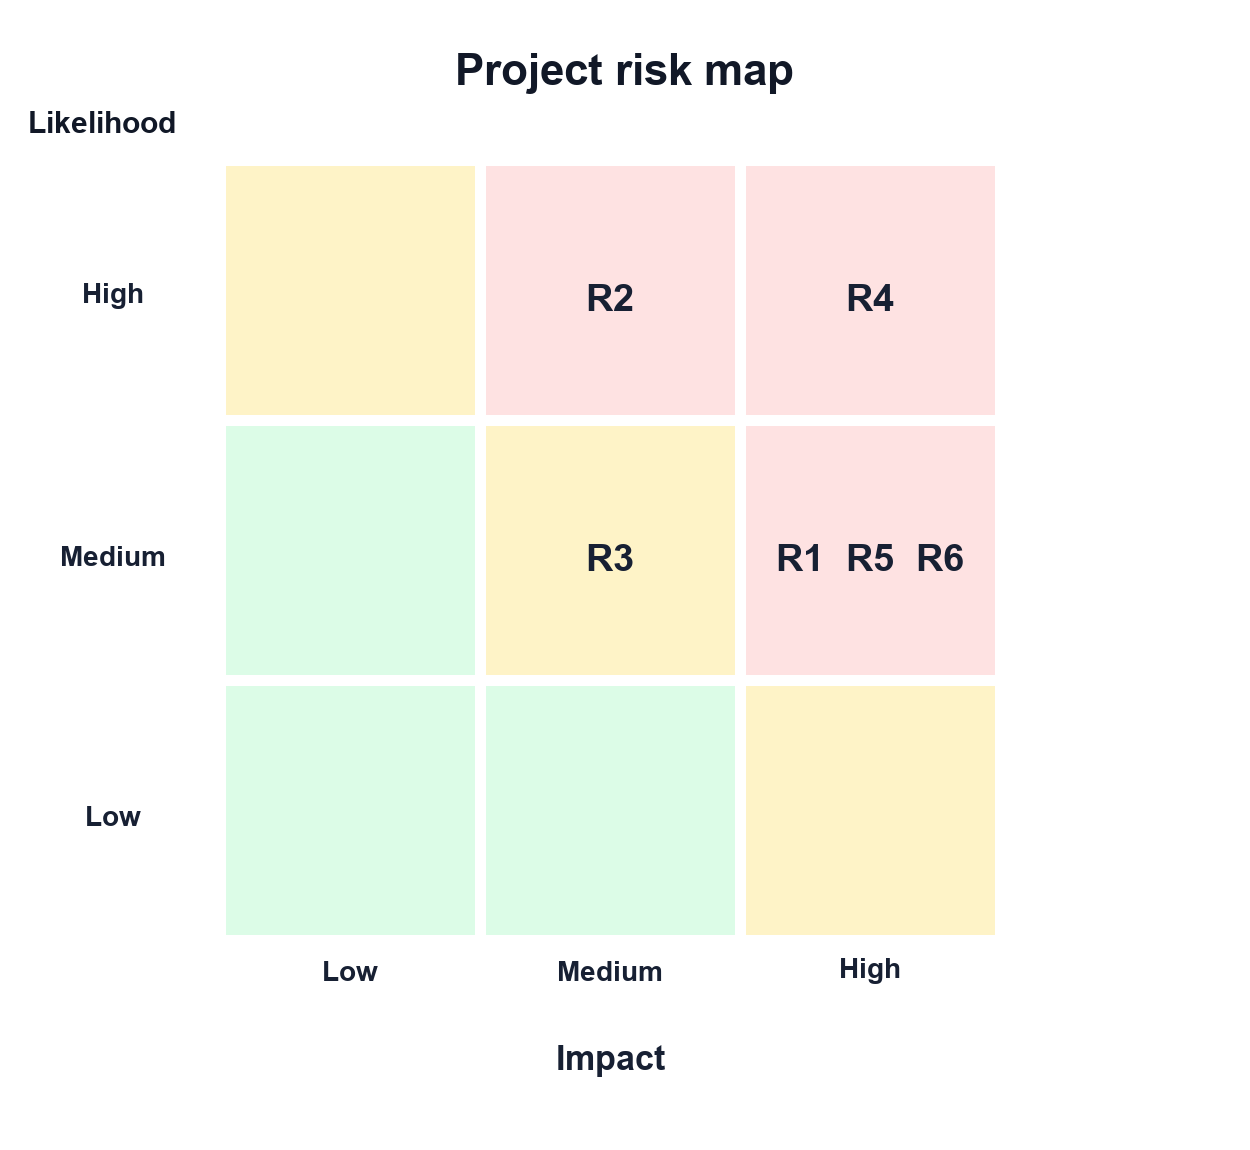 Project risk map
Likelihood
High
R2
R4
Medium
R3
R1 R5 R6
Low
Low
Medium
High
Impact